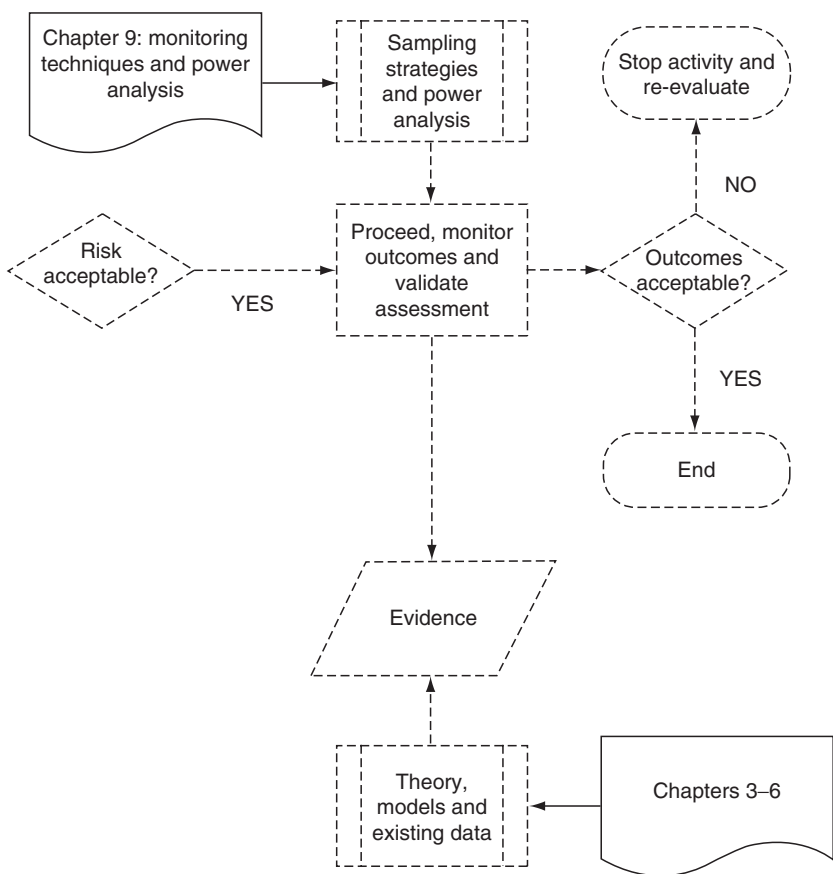 Chapter 9: monitoring
techniques and power
analysis
Sampling
strategies
and power
analysis
Stop activity and
re-evaluate
NO
Risk
acceptable?
YES
Proceed, monitor
outcomes and
validate
assessment
Outcomes
acceptable?
YES
End
Evidence
Theory,
models and
existing data
Chapters 3–6